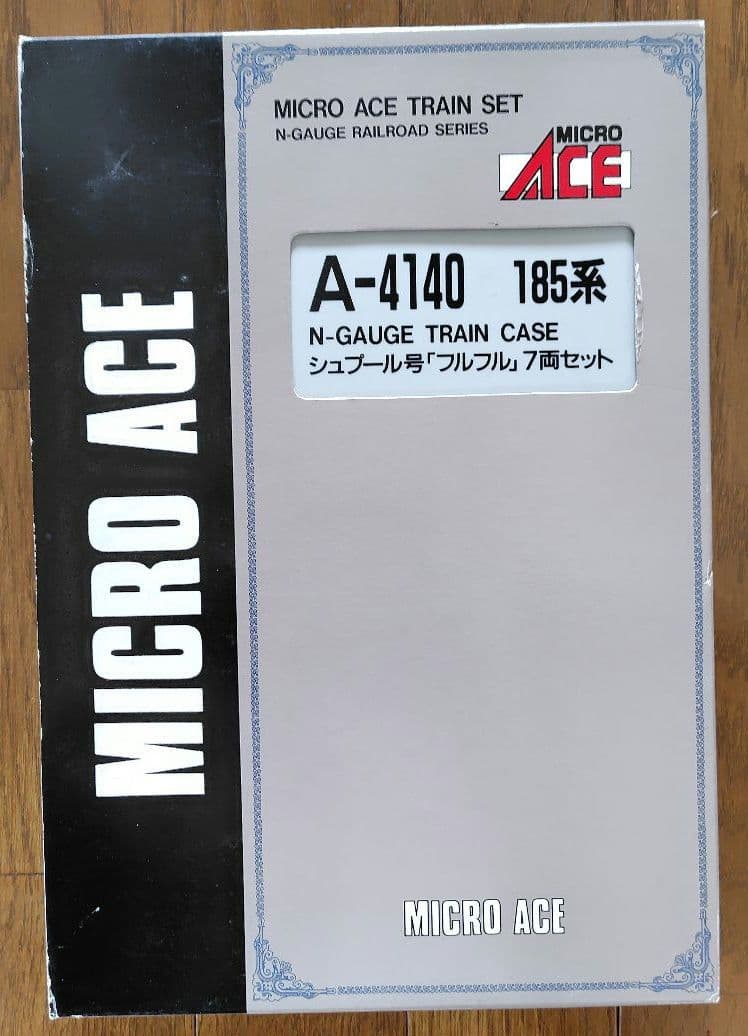 MICRO ACE
MICRO ACE TRAIN SET
N-GAUGE RAILROAD SERIES
MICRO
ACE
A-4140 185系
N-GAUGE TRAIN CASE
シュプール号「フルフル」7両セット
MICRO ACE